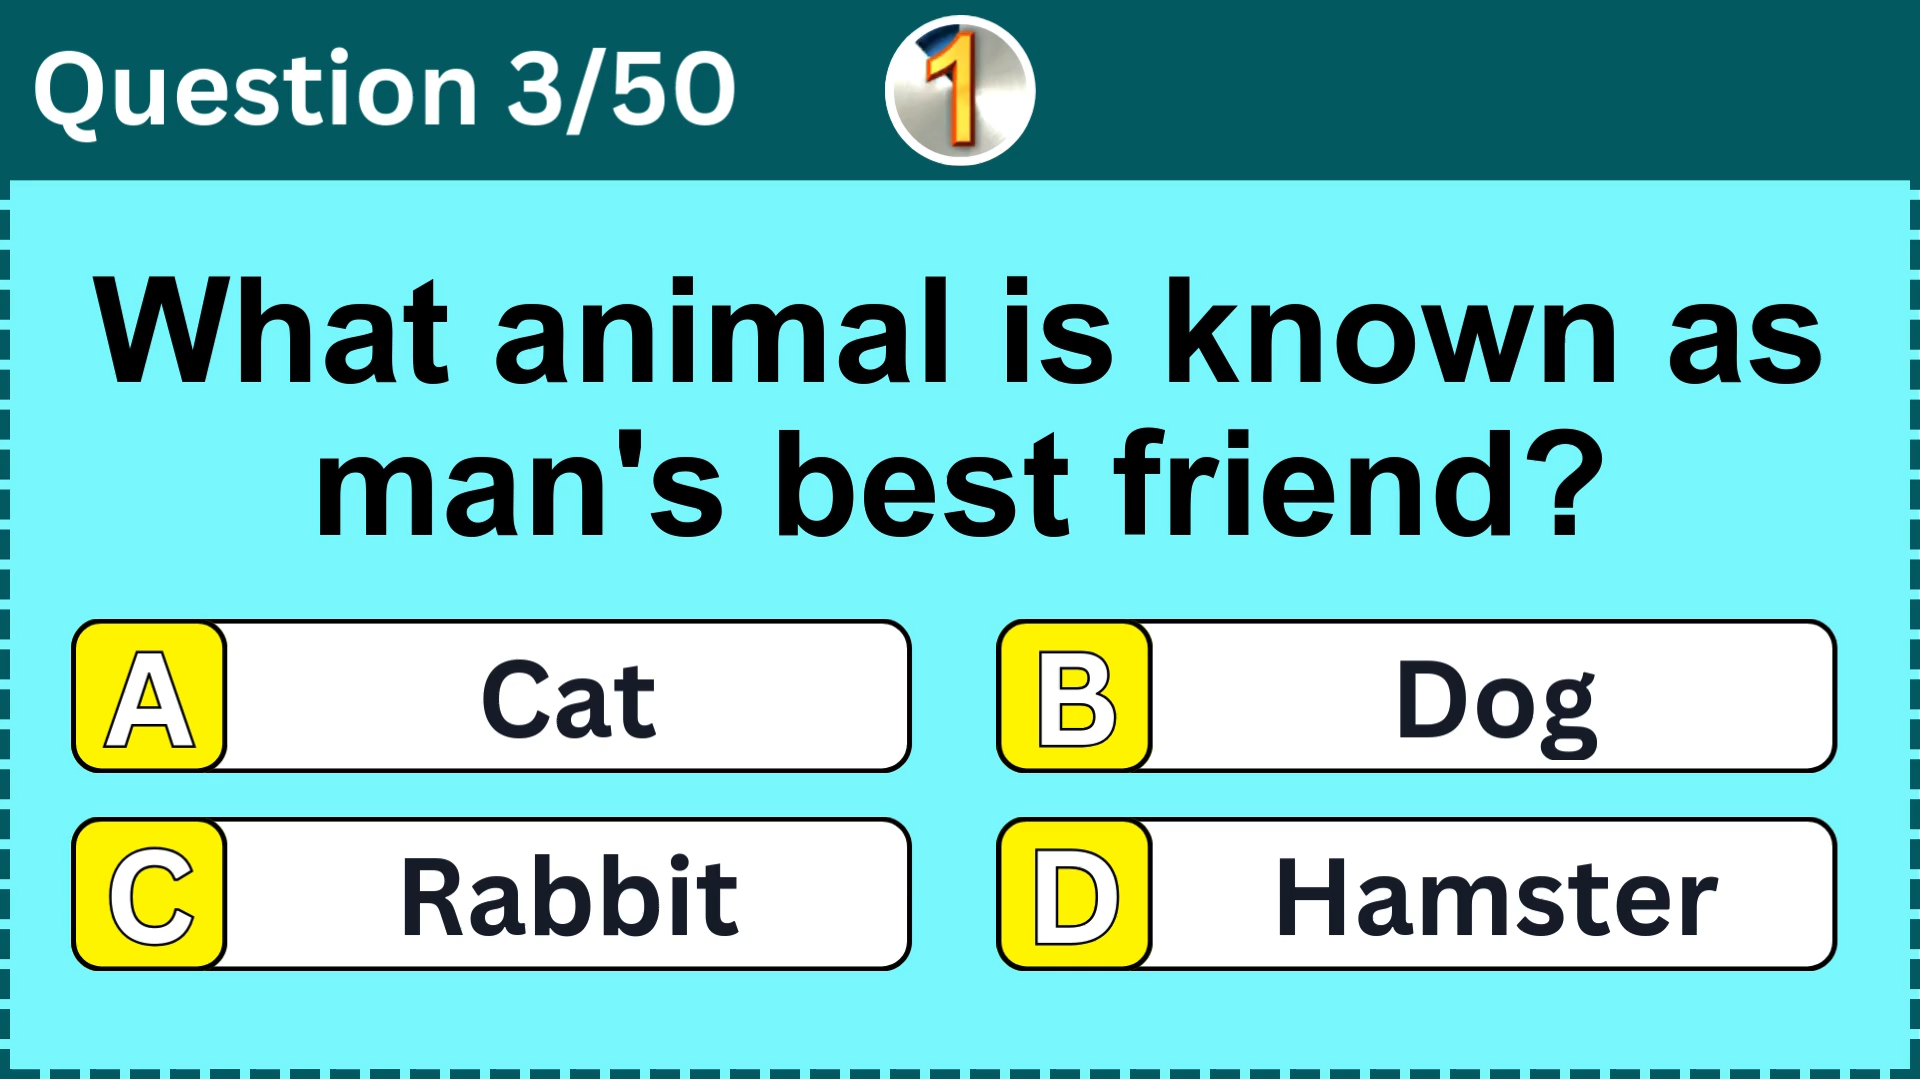 Question 3/50
1
What animal is known as
man's best friend?
A Cat
B Dog
C Rabbit
D Hamster